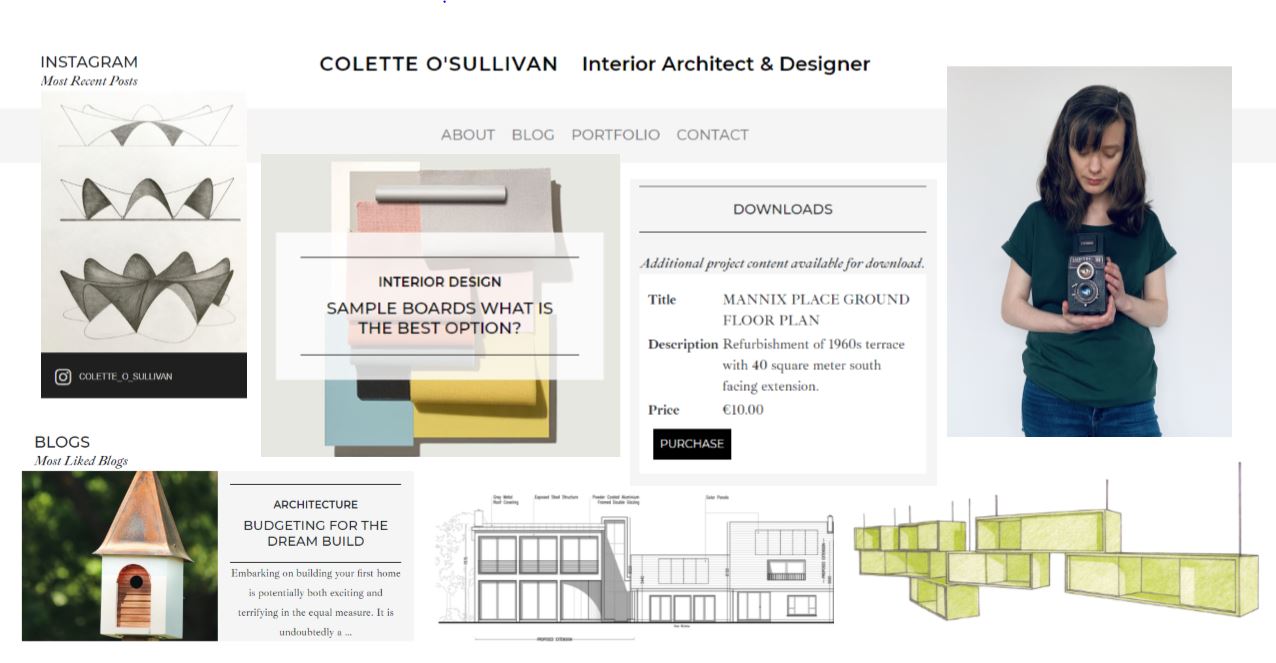 INSTAGRAM
Most Recent Posts
COLETTE O'SULLIVAN Interior Architect & Designer
ABOUT BLOG PORTFOLIO CONTACT
COLETTE_O_SULLIVAN
INTERIOR DESIGN
SAMPLE BOARDS WHAT IS
THE BEST OPTION?
DOWNLOADS
Additional project content available for download.
Title MANNIX PLACE GROUND
FLOOR PLAN
Description Refurbishment of 1960s terrace
with 40 square meter south
facing extension.
Price €10.00
PURCHASE
BLOGS
Most Liked Blogs
ARCHITECTURE
BUDGETING FOR THE
DREAM BUILD
Embarking on building your first home
is potentially both exciting and
terrifying in the equal measure. It is
undoubtedly a ...
Grey Metal
Roof Covering
Exposed Steel Structure
Powder Coated Aluminium
Framed Double Glazing
Solar Panels
PROPOSED EXTENSION
PROPOSED EXTENSION